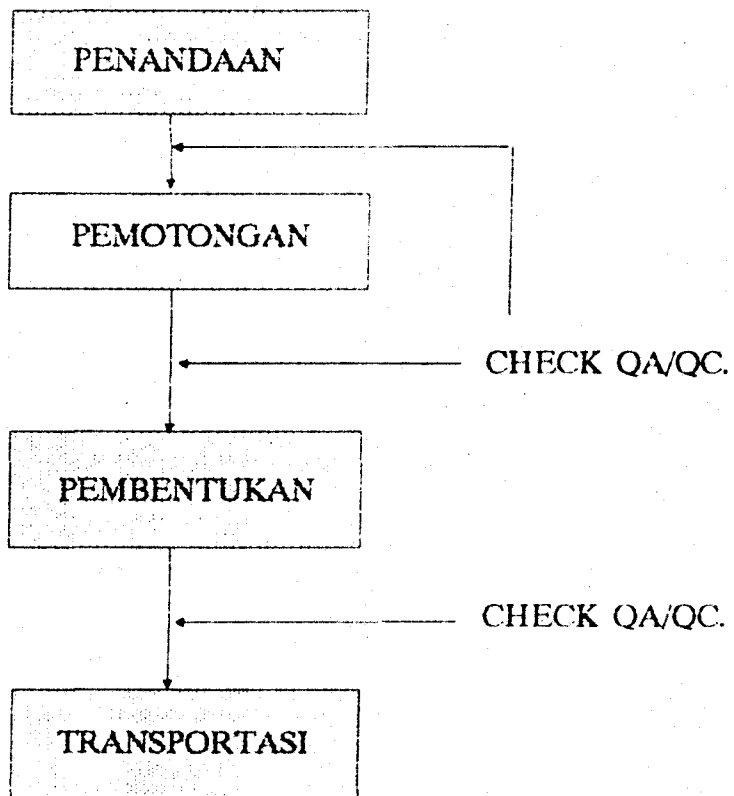 PENANDAAN
PEMOTONGAN
CHECK QA/QC.
PEMBENTUKAN
CHECK QA/QC.
TRANSPORTASI